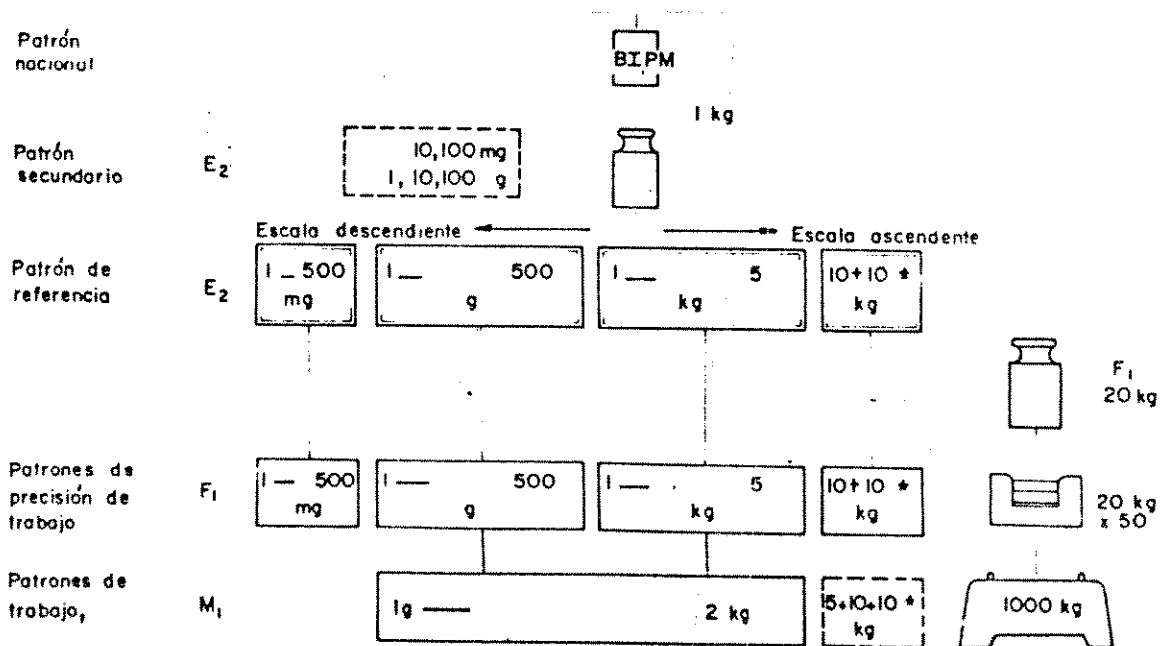 Patrón
nacional
BIPM
1 kg
Patrón
secundario
E2
10,100 mg
1, 10,100 g
Escala descendiente
Escala ascendente
Patrón de
referencia
E2
1 — 500
mg
1 — 500
g
1 — 5
kg
10+10 *
kg
F1
20 kg
Patrones de
precisión de
trabajo
F1
1 — 500
mg
1 — 500
g
1 — 5
kg
10+10 *
kg
20 kg
x 50
Patrones de
trabajo,
M1
1g — 2 kg
5+10+10 *
kg
1000 kg